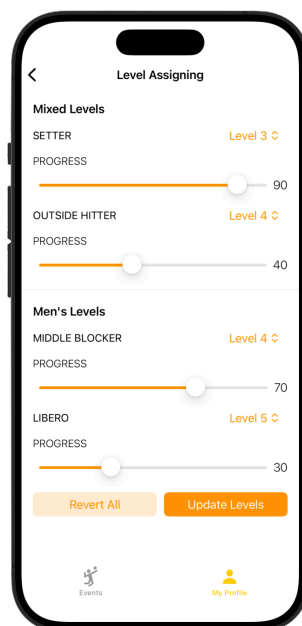 Level Assigning
Mixed Levels
SETTER Level 3
PROGRESS
90
OUTSIDE HITTER Level 4
PROGRESS
40
Men's Levels
MIDDLE BLOCKER Level 4
PROGRESS
70
LIBERO Level 5
PROGRESS
30
Revert All Update Levels
Events My Profile